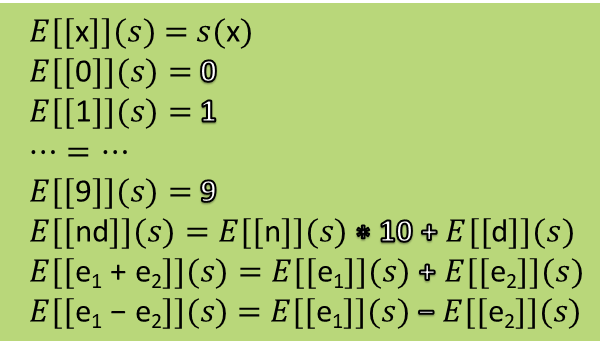 E[[x]](s) = s(x)
E[[0]](s) = 0
E[[1]](s) = 1
⋯ = ⋯
E[[9]](s) = 9
E[[nd]](s) = E[[n]](s) * 10 + E[[d]](s)
E[[e₁ + e₂]](s) = E[[e₁]](s) + E[[e₂]](s)
E[[e₁ − e₂]](s) = E[[e₁]](s) − E[[e₂]](s)